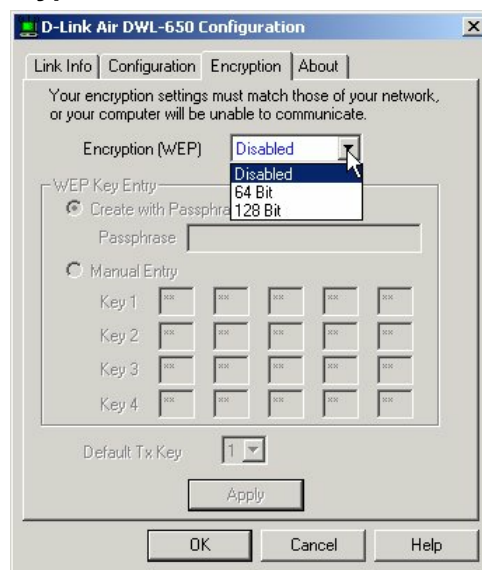 D-Link Air DWL-650 Configuration
Link Info Configuration Encryption About
Your encryption settings must match those of your network,
or your computer will be unable to communicate.
Encryption (WEP) Disabled
Disabled
64 Bit
128 Bit
WEP Key Entry
Create with Passphra
Passphrase
Manual Entry
Key 1 ** ** ** ** **
Key 2 ** ** ** ** **
Key 3 ** ** ** ** **
Key 4 ** ** ** ** **
Default Tx Key 1
Apply
OK Cancel Help